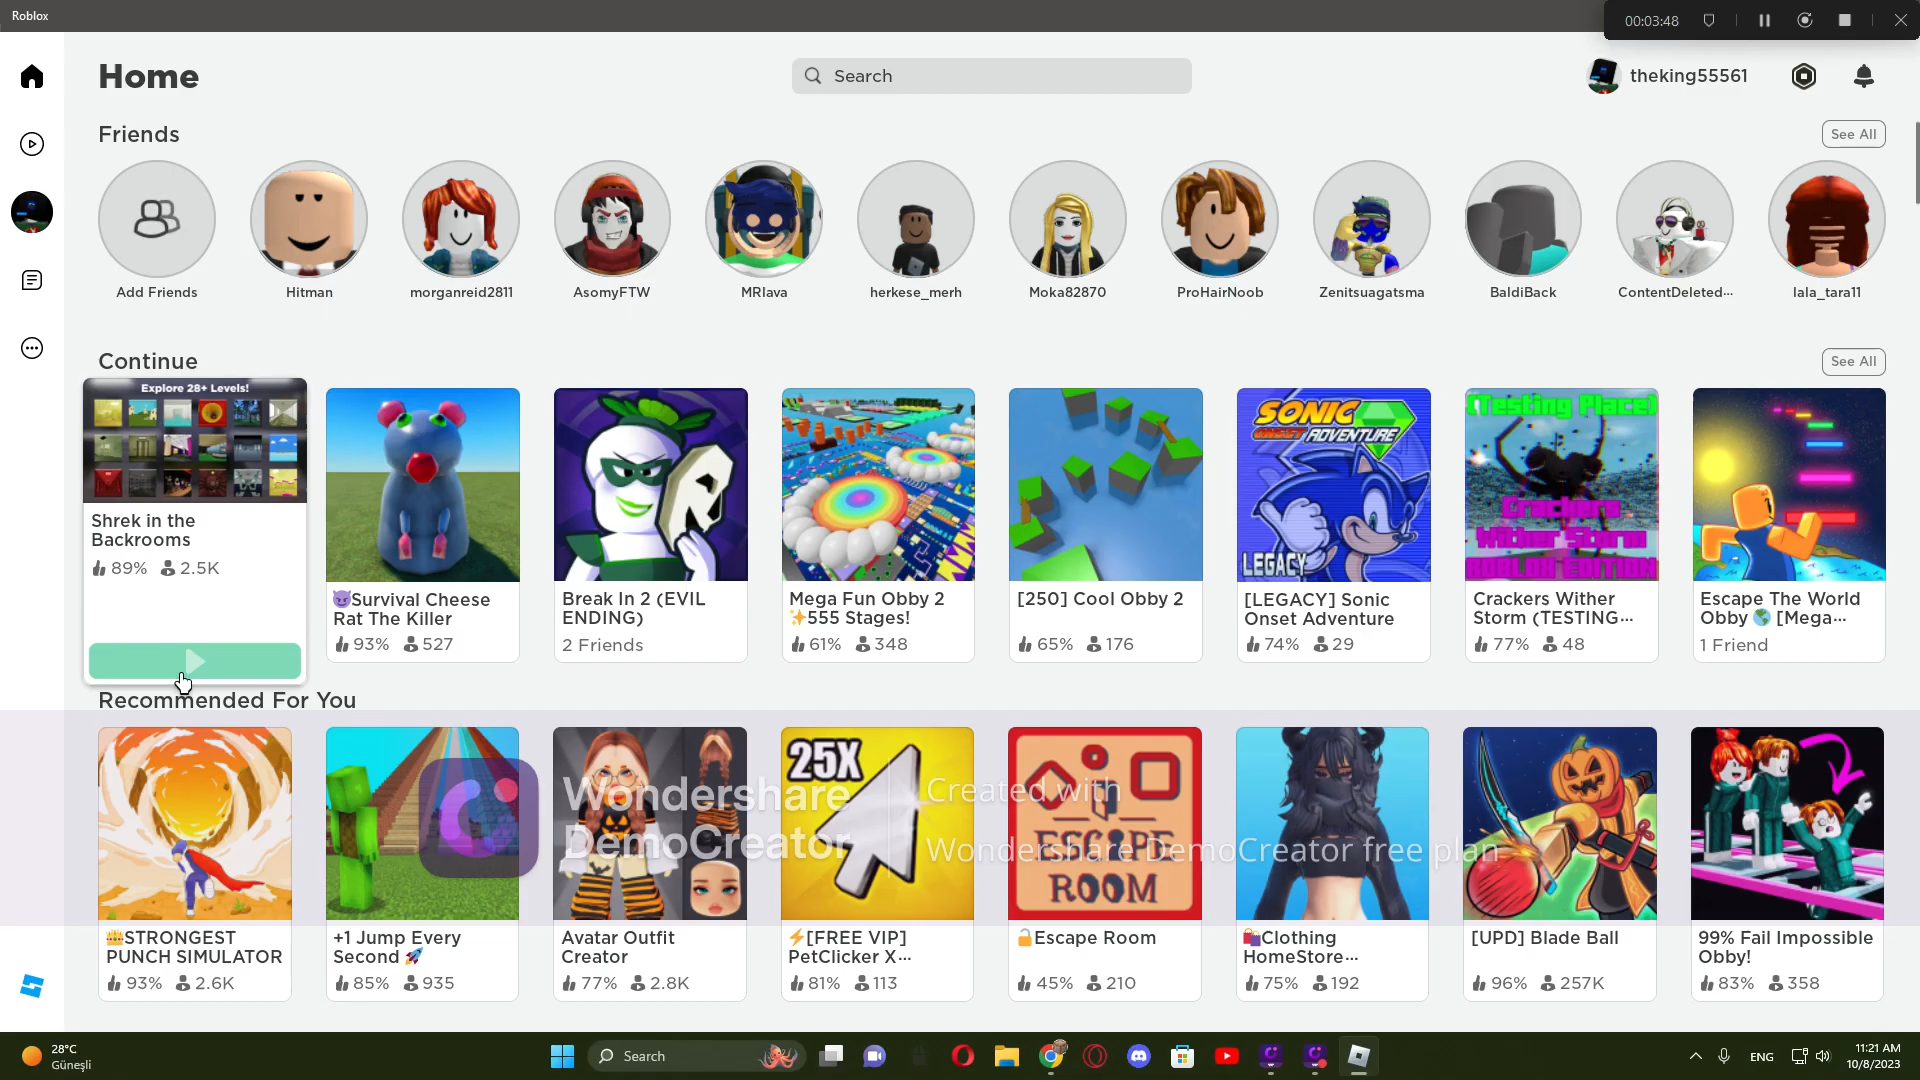 Roblox
00:03:48
Home
Search
theking55561
Friends
See All
Add Friends
Hitman
morganreid2811
AsomyFTW
MRlava
herkese_merh
Moka82870
ProHairNoob
Zenitsuagatsma
BaldiBack
ContentDeleted...
lala_tara11
Continue
See All
Explore 28+ Levels!
Shrek in the
Backrooms
89% 2.5K
😈Survival Cheese
Rat The Killer
93% 527
Break In 2 (EVIL
ENDING)
2 Friends
Mega Fun Obby 2
✨555 Stages!
61% 348
[250] Cool Obby 2
65% 176
SONIC
ONSET ADVENTURE
LEGACY
[LEGACY] Sonic
Onset Adventure
74% 29
(Testing Place)
Crackers
Wither Storm
ROBLOX EDITION
Crackers Wither
Storm (TESTING...
77% 48
Escape The World
Obby 🌎 [Mega...
1 Friend
Recommended For You
👑STRONGEST
PUNCH SIMULATOR
93% 2.6K
+1 Jump Every
Second 🚀
85% 935
Avatar Outfit
Creator
77% 2.8K
25X
⚡[FREE VIP]
PetClicker X...
81% 113
ESCAPE
ROOM
🔓Escape Room
45% 210
🛍️Clothing
HomeStore...
75% 192
[UPD] Blade Ball
96% 257K
99% Fail Impossible
Obby!
83% 358
Wondershare
DemoCreator
Created with
Wondershare DemoCreator free plan
28°C
Güneşli
Search
ENG
11:21 AM
10/8/2023